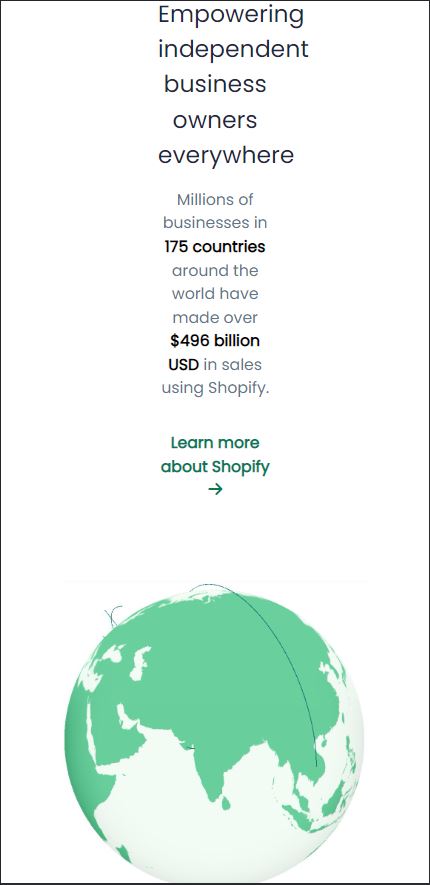 Empowering
independent
business
owners
everywhere
Millions of
businesses in
175 countries
around the
world have
made over
$496 billion
USD in sales
using Shopify.
Learn more
about Shopify
→